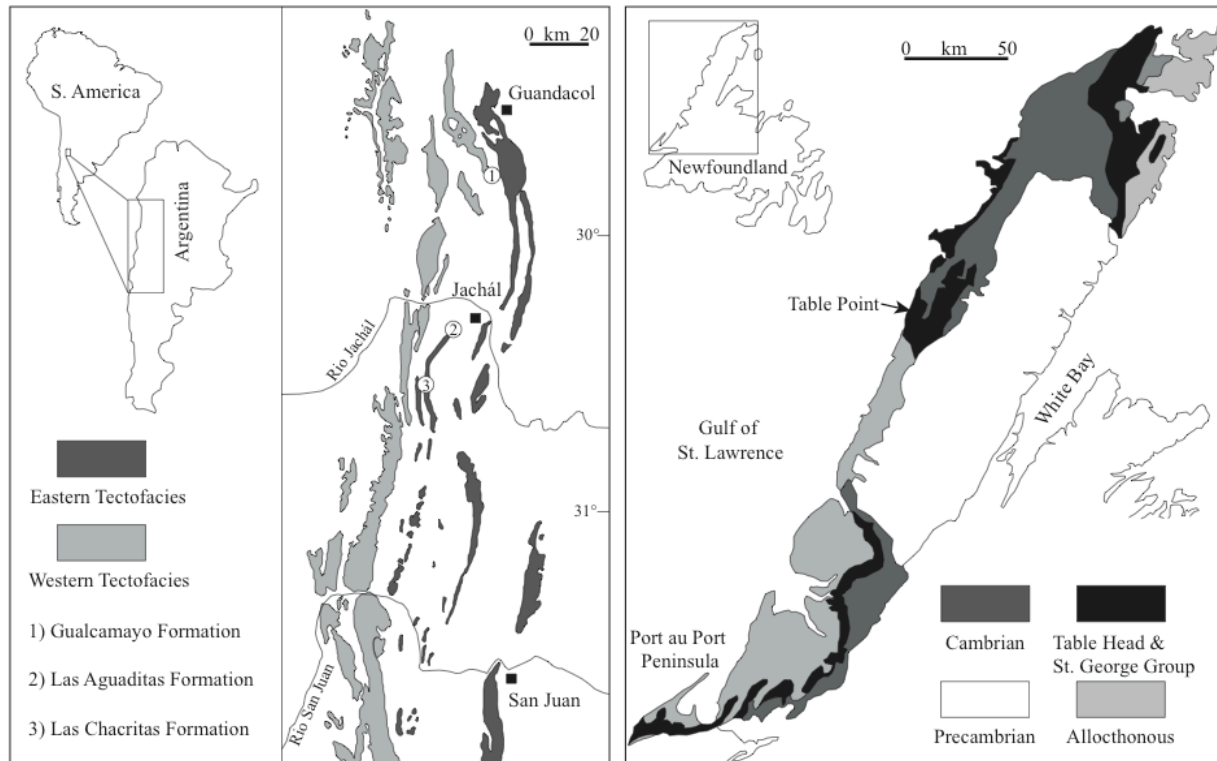 S. America
Argentina
Eastern Tectofacies
Western Tectofacies
1) Gualcamayo Formation
2) Las Aguaditas Formation
3) Las Chacritas Formation
0 km 20
Guandacol
1
30°
Jachál
2
Rio Jachál
3
31°
Rio San Juan
San Juan
0 km 50
Newfoundland
Table Point
White Bay
Gulf of
St. Lawrence
Port au Port
Peninsula
Cambrian
Table Head &
St. George Group
Precambrian
Allocthonous